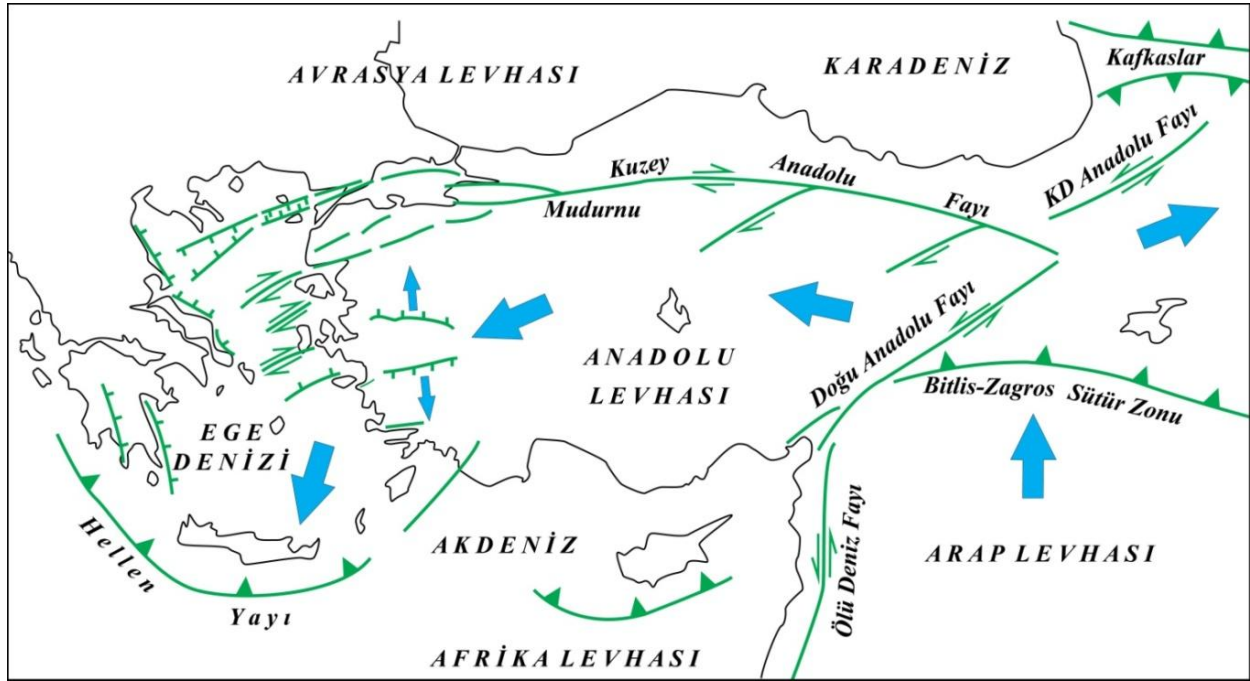 AVRASYA LEVHASI
KARADENİZ
Kafkaslar
KD Anadolu Fayı
Kuzey
Anadolu
Fayı
Mudurnu
ANADOLU
LEVHASI
Doğu Anadolu Fayı
Bitlis-Zagros Sütür Zonu
EGE
DENİZİ
Hellen
Yayı
AKDENİZ
Ölü Deniz Fayı
ARAP LEVHASI
AFRİKA LEVHASI